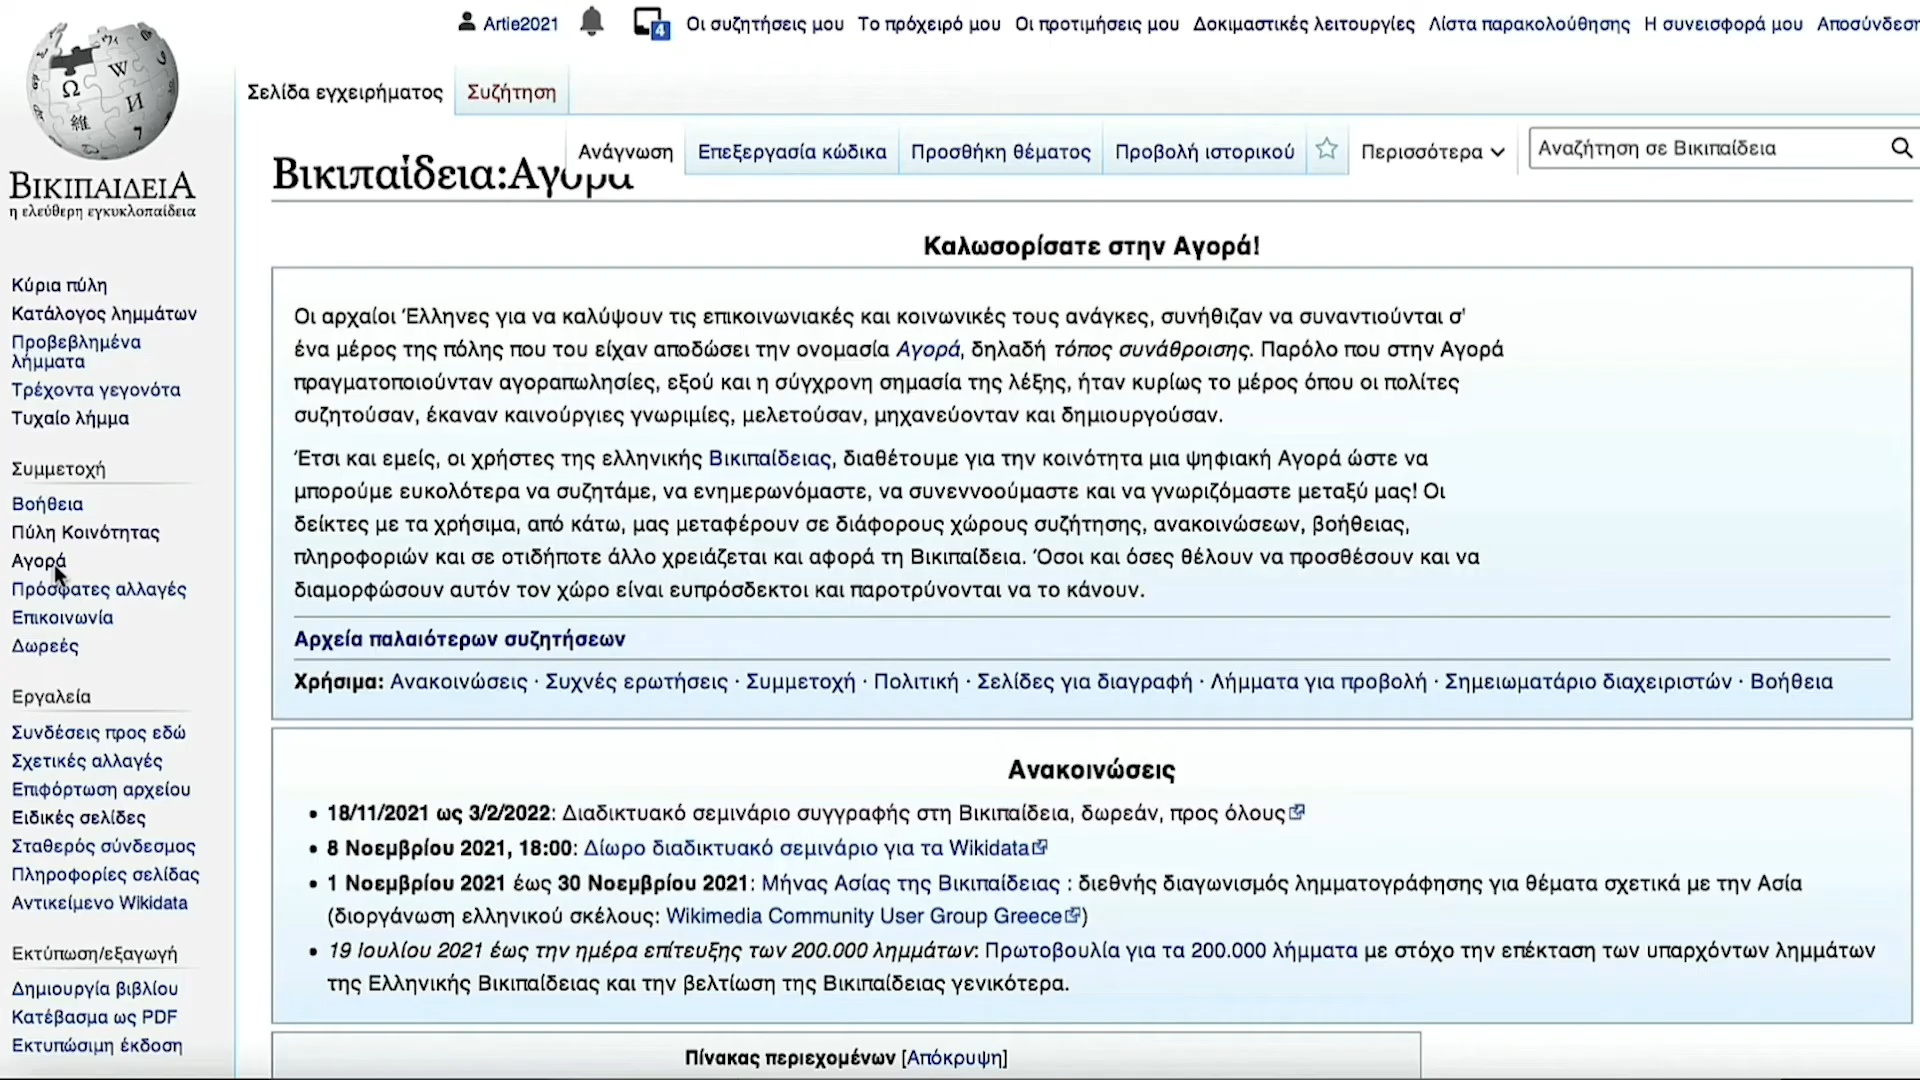 Artie2021 4 Οι συζητήσεις μου Το πρόχειρό μου Οι προτιμήσεις μου Δοκιμαστικές λειτουργίες Λίστα παρακολούθησης Η συνεισφορά μου Αποσύνδεση
Σελίδα εγχειρήματος Συζήτηση
Ανάγνωση Επεξεργασία κώδικα Προσθήκη θέματος Προβολή ιστορικού Περισσότερα Αναζήτηση σε Βικιπαίδεια
ΒικιπαιδειΑ
η ελεύθερη εγκυκλοπαίδεια
Κύρια πύλη
Κατάλογος λημμάτων
Προβεβλημένα
λήμματα
Τρέχοντα γεγονότα
Τυχαίο λήμμα
Συμμετοχή
Βοήθεια
Πύλη Κοινότητας
Αγορά
Πρόσφατες αλλαγές
Επικοινωνία
Δωρεές
Εργαλεία
Συνδέσεις προς εδώ
Σχετικές αλλαγές
Επιφόρτωση αρχείου
Ειδικές σελίδες
Σταθερός σύνδεσμος
Πληροφορίες σελίδας
Αντικείμενο Wikidata
Εκτύπωση/εξαγωγή
Δημιουργία βιβλίου
Κατέβασμα ως PDF
Εκτυπώσιμη έκδοση
Βικιπαίδεια:Αγορά
Καλωσορίσατε στην Αγορά!
Οι αρχαίοι Έλληνες για να καλύψουν τις επικοινωνιακές και κοινωνικές τους ανάγκες, συνήθιζαν να συναντιούνται σ'
ένα μέρος της πόλης που του είχαν αποδώσει την ονομασία Αγορά, δηλαδή τόπος συνάθροισης. Παρόλο που στην Αγορά
πραγματοποιούνταν αγοραπωλησίες, εξού και η σύγχρονη σημασία της λέξης, ήταν κυρίως το μέρος όπου οι πολίτες
συζητούσαν, έκαναν καινούργιες γνωριμίες, μελετούσαν, μηχανεύονταν και δημιουργούσαν.
Έτσι και εμείς, οι χρήστες της ελληνικής Βικιπαίδειας, διαθέτουμε για την κοινότητα μια ψηφιακή Αγορά ώστε να
μπορούμε ευκολότερα να συζητάμε, να ενημερωνόμαστε, να συνεννοούμαστε και να γνωριζόμαστε μεταξύ μας! Οι
δείκτες με τα χρήσιμα, από κάτω, μας μεταφέρουν σε διάφορους χώρους συζήτησης, ανακοινώσεων, βοήθειας,
πληροφοριών και σε οτιδήποτε άλλο χρειάζεται και αφορά τη Βικιπαίδεια. Όσοι και όσες θέλουν να προσθέσουν και να
διαμορφώσουν αυτόν τον χώρο είναι ευπρόσδεκτοι και παροτρύνονται να το κάνουν.
Αρχεία παλαιότερων συζητήσεων
Χρήσιμα: Ανακοινώσεις · Συχνές ερωτήσεις · Συμμετοχή · Πολιτική · Σελίδες για διαγραφή · Λήμματα για προβολή · Σημειωματάριο διαχειριστών · Βοήθεια
Ανακοινώσεις
• 18/11/2021 ως 3/2/2022: Διαδικτυακό σεμινάριο συγγραφής στη Βικιπαίδεια, δωρεάν, προς όλους
• 8 Νοεμβρίου 2021, 18:00: Δίωρο διαδικτυακό σεμινάριο για τα Wikidata
• 1 Νοεμβρίου 2021 έως 30 Νοεμβρίου 2021: Μήνας Ασίας της Βικιπαίδειας : διεθνής διαγωνισμός λημματογράφησης για θέματα σχετικά με την Ασία
(διοργάνωση ελληνικού σκέλους: Wikimedia Community User Group Greece)
• 19 Ιουλίου 2021 έως την ημέρα επίτευξης των 200.000 λημμάτων: Πρωτοβουλία για τα 200.000 λήμματα με στόχο την επέκταση των υπαρχόντων λημμάτων
της Ελληνικής Βικιπαίδειας και την βελτίωση της Βικιπαίδειας γενικότερα.
Πίνακας περιεχομένων [Απόκρυψη]